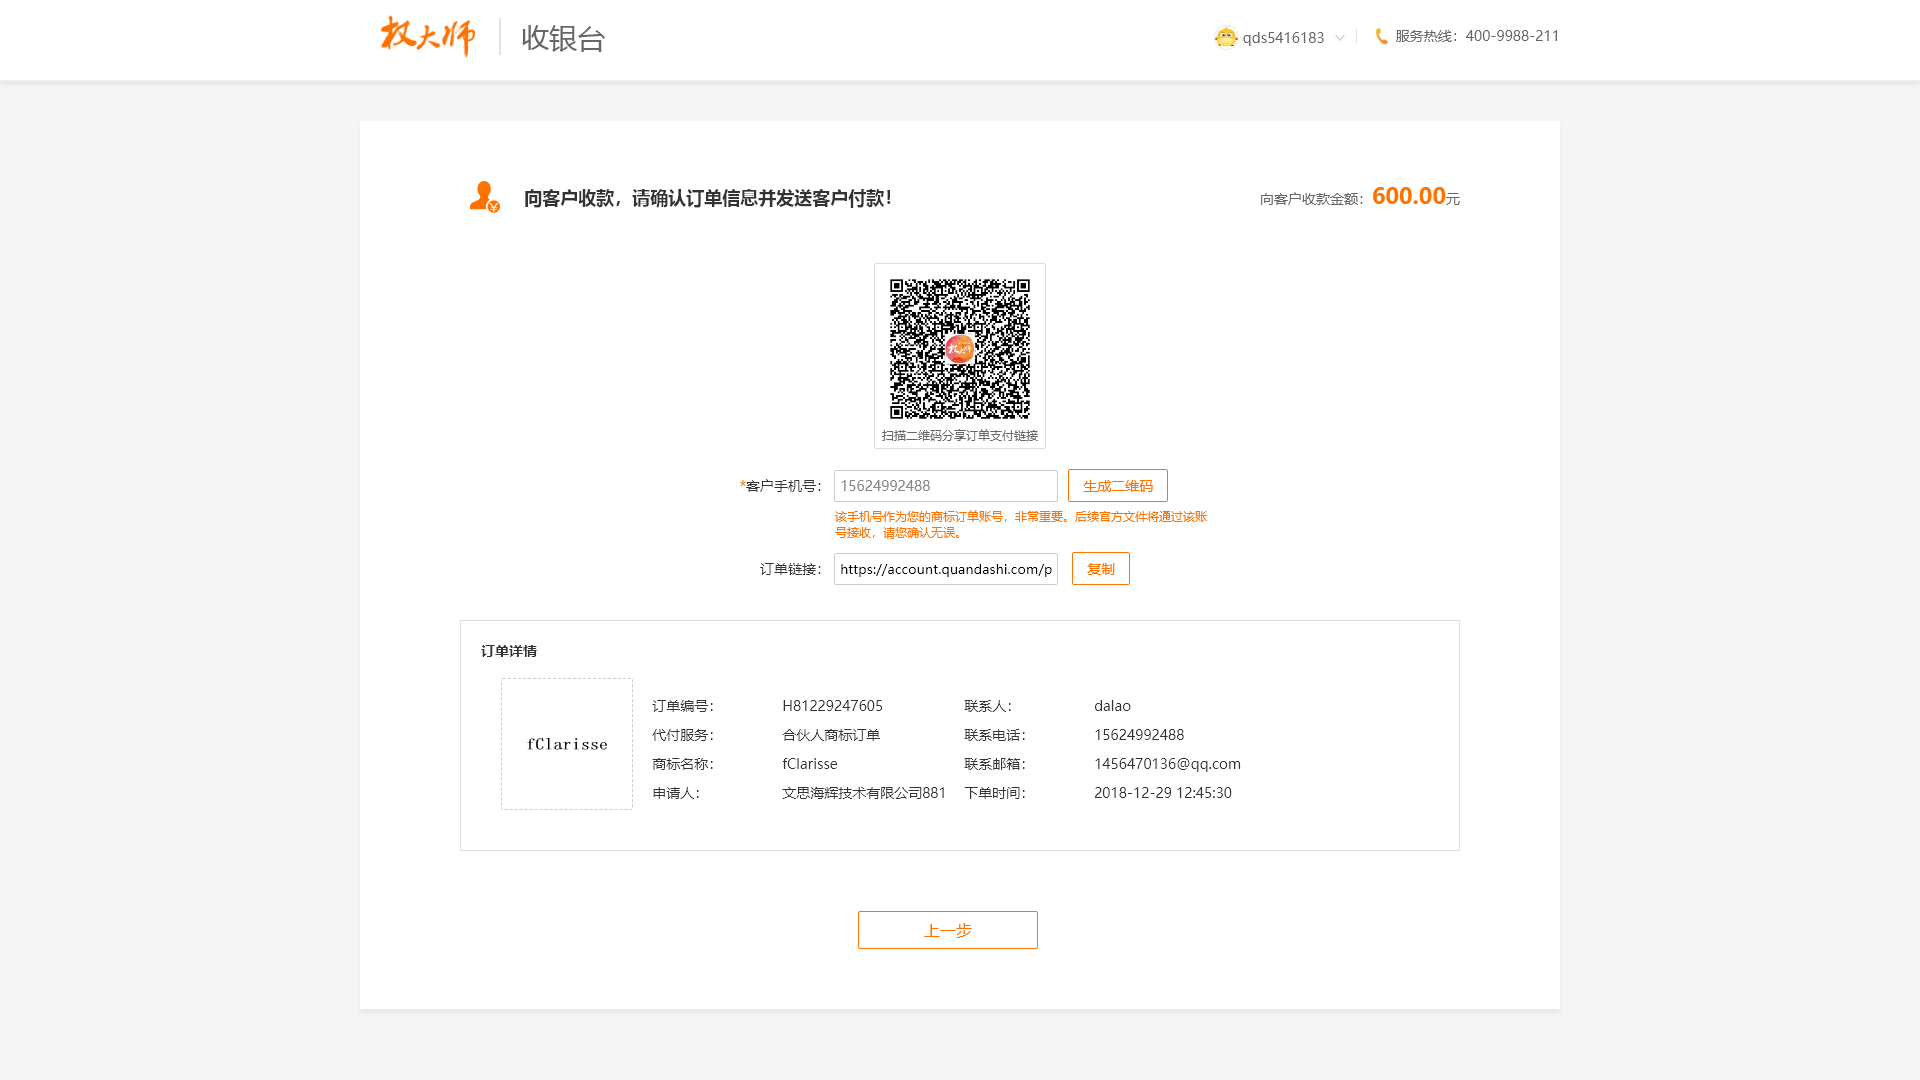 权大师 收银台 qds5416183 服务热线：400-9988-211
向客户收款，请确认订单信息并发送客户付款！ 向客户收款金额：600.00元
权大师
扫描二维码分享订单支付链接
*客户手机号： 15624992488 生成二维码
该手机号作为您的商标订单账号，非常重要。后续官方文件将通过该账
号接收，请您确认无误。
订单链接： https://account.quandashi.com/p 复制
订单详情
fClarisse
订单编号： H81229247605 联系人： dalao
代付服务： 合伙人商标订单 联系电话： 15624992488
商标名称： fClarisse 联系邮箱： 1456470136@qq.com
申请人： 文思海辉技术有限公司881 下单时间： 2018-12-29 12:45:30
上一步